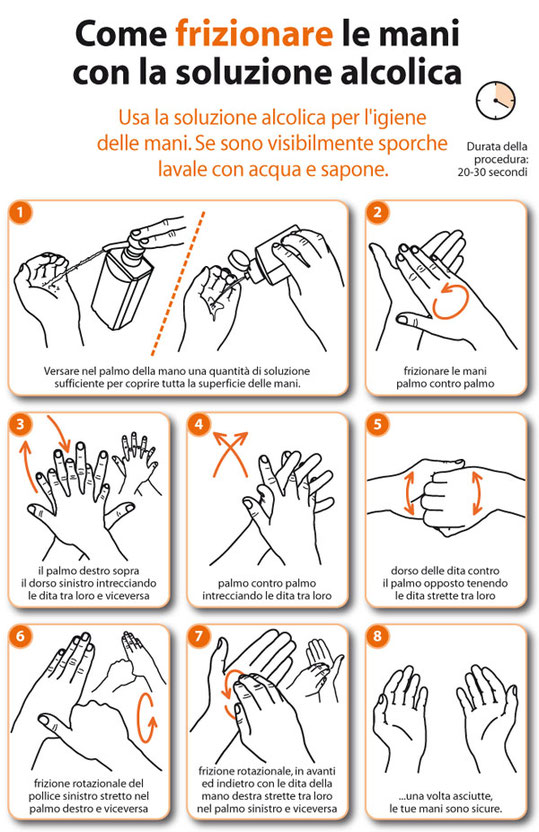 Come frizionare le mani
con la soluzione alcolica
Usa la soluzione alcolica per l'igiene
delle mani. Se sono visibilmente sporche
lavale con acqua e sapone.
Durata della
procedura:
20-30 secondi
1
Versare nel palmo della mano una quantità di soluzione
sufficiente per coprire tutta la superficie delle mani.
2
frizionare le mani
palmo contro palmo
3
il palmo destro sopra
il dorso sinistro intrecciando
le dita tra loro e viceversa
4
palmo contro palmo
intrecciando le dita tra loro
5
dorso delle dita contro
il palmo opposto tenendo
le dita strette tra loro
6
frizione rotazionale del
pollice sinistro stretto nel
palmo destro e viceversa
7
frizione rotazionale, in avanti
ed indietro con le dita della
mano destra strette tra loro
nel palmo sinistro e viceversa
8
...una volta asciutte,
le tue mani sono sicure.